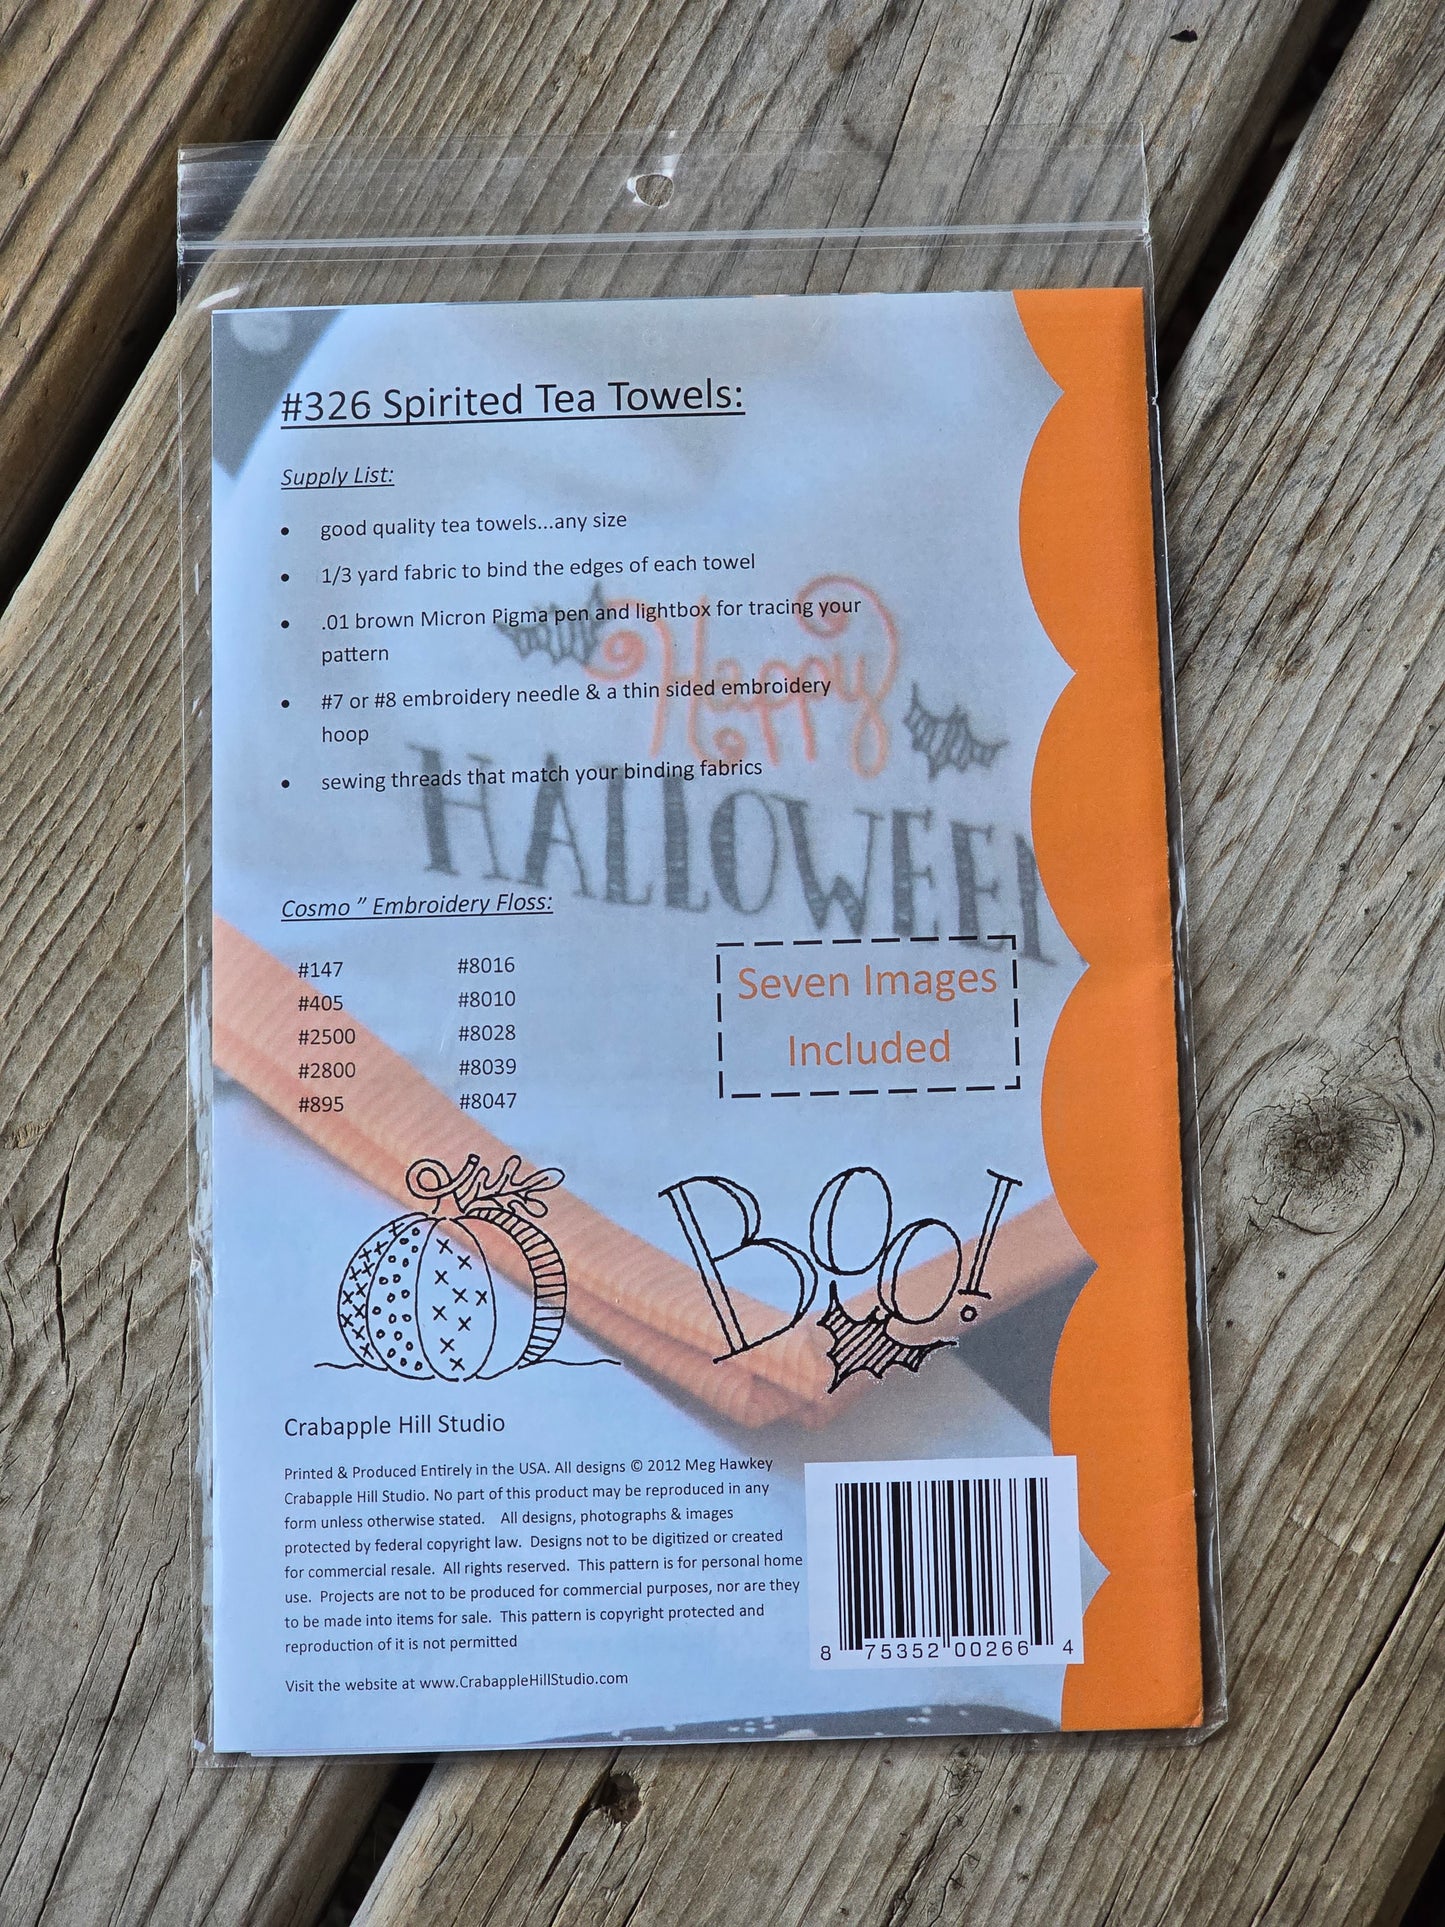 #326 Spirited Tea Towels:
Supply List:
• good quality tea towels...any size
• 1/3 yard fabric to bind the edges of each towel
• .01 brown Micron Pigma pen and lightbox for tracing your
pattern
• #7 or #8 embroidery needle & a thin sided embroidery
hoop
• sewing threads that match your binding fabrics
Happy
HALLOWEEN
Cosmo " Embroidery Floss:
#147 #8016
#405 #8010
#2500 #8028
#2800 #8039
#895 #8047
Seven Images
Included
BOO!
Crabapple Hill Studio
Printed & Produced Entirely in the USA. All designs © 2012 Meg Hawkey
Crabapple Hill Studio. No part of this product may be reproduced in any
form unless otherwise stated. All designs, photographs & images
protected by federal copyright law. Designs not to be digitized or created
for commercial resale. All rights reserved. This pattern is for personal home
use. Projects are not to be produced for commercial purposes, nor are they
to be made into items for sale. This pattern is copyright protected and
reproduction of it is not permitted
Visit the website at www.CrabappleHillStudio.com
8 75352 00266 4